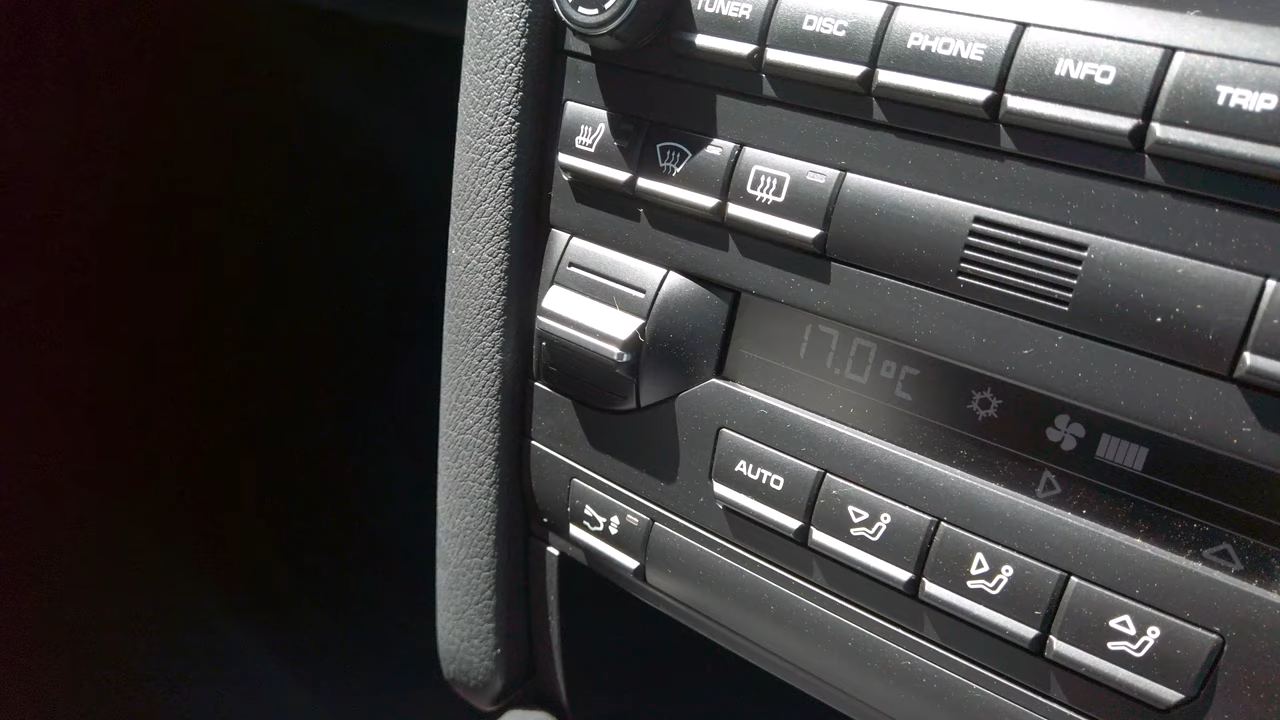 TUNER
DISC
PHONE
INFO
TRIP
17.0°C
AUTO